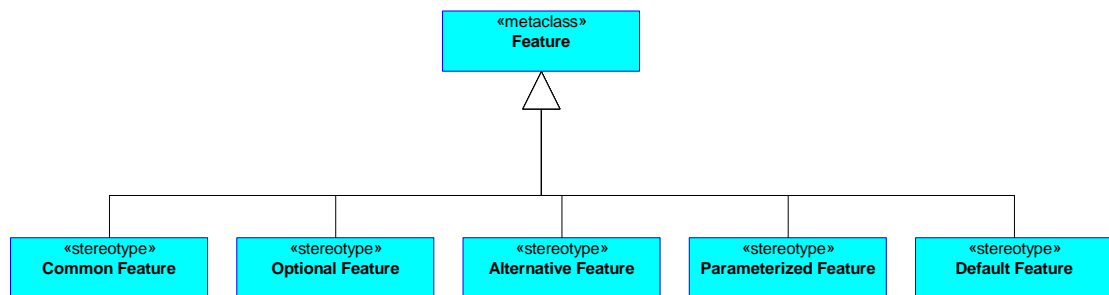 «metaclass»
Feature
«stereotype»
Common Feature
«stereotype»
Optional Feature
«stereotype»
Alternative Feature
«stereotype»
Parameterized Feature
«stereotype»
Default Feature